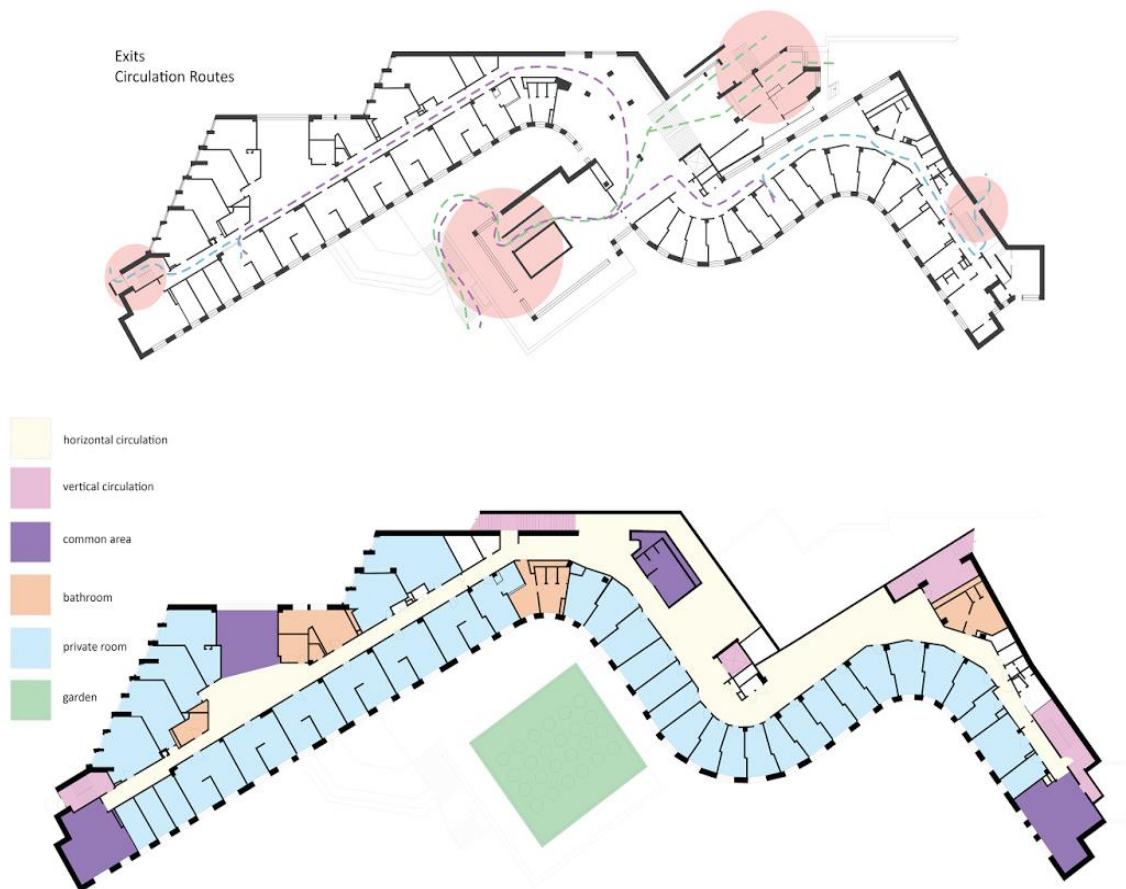 Exits
Circulation Routes
horizontal circulation
vertical circulation
common area
bathroom
private room
garden